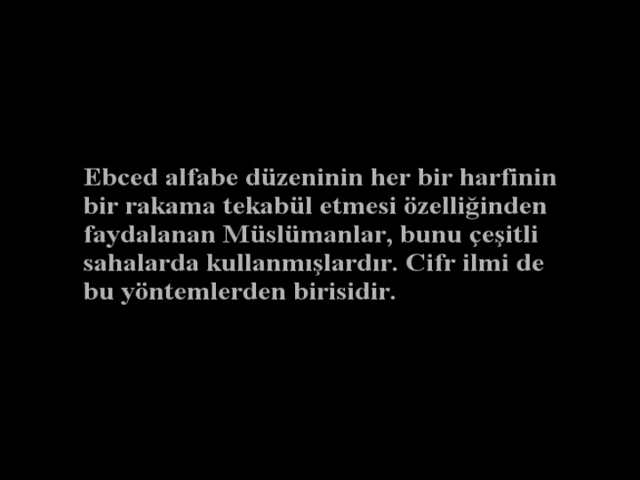 Ebced alfabe düzeninin her bir harfinin
bir rakama tekabül etmesi özelliğinden
faydalanan Müslümanlar, bunu çeşitli
sahalarda kullanmışlardır. Cifr ilmi de
bu yöntemlerden birisidir.